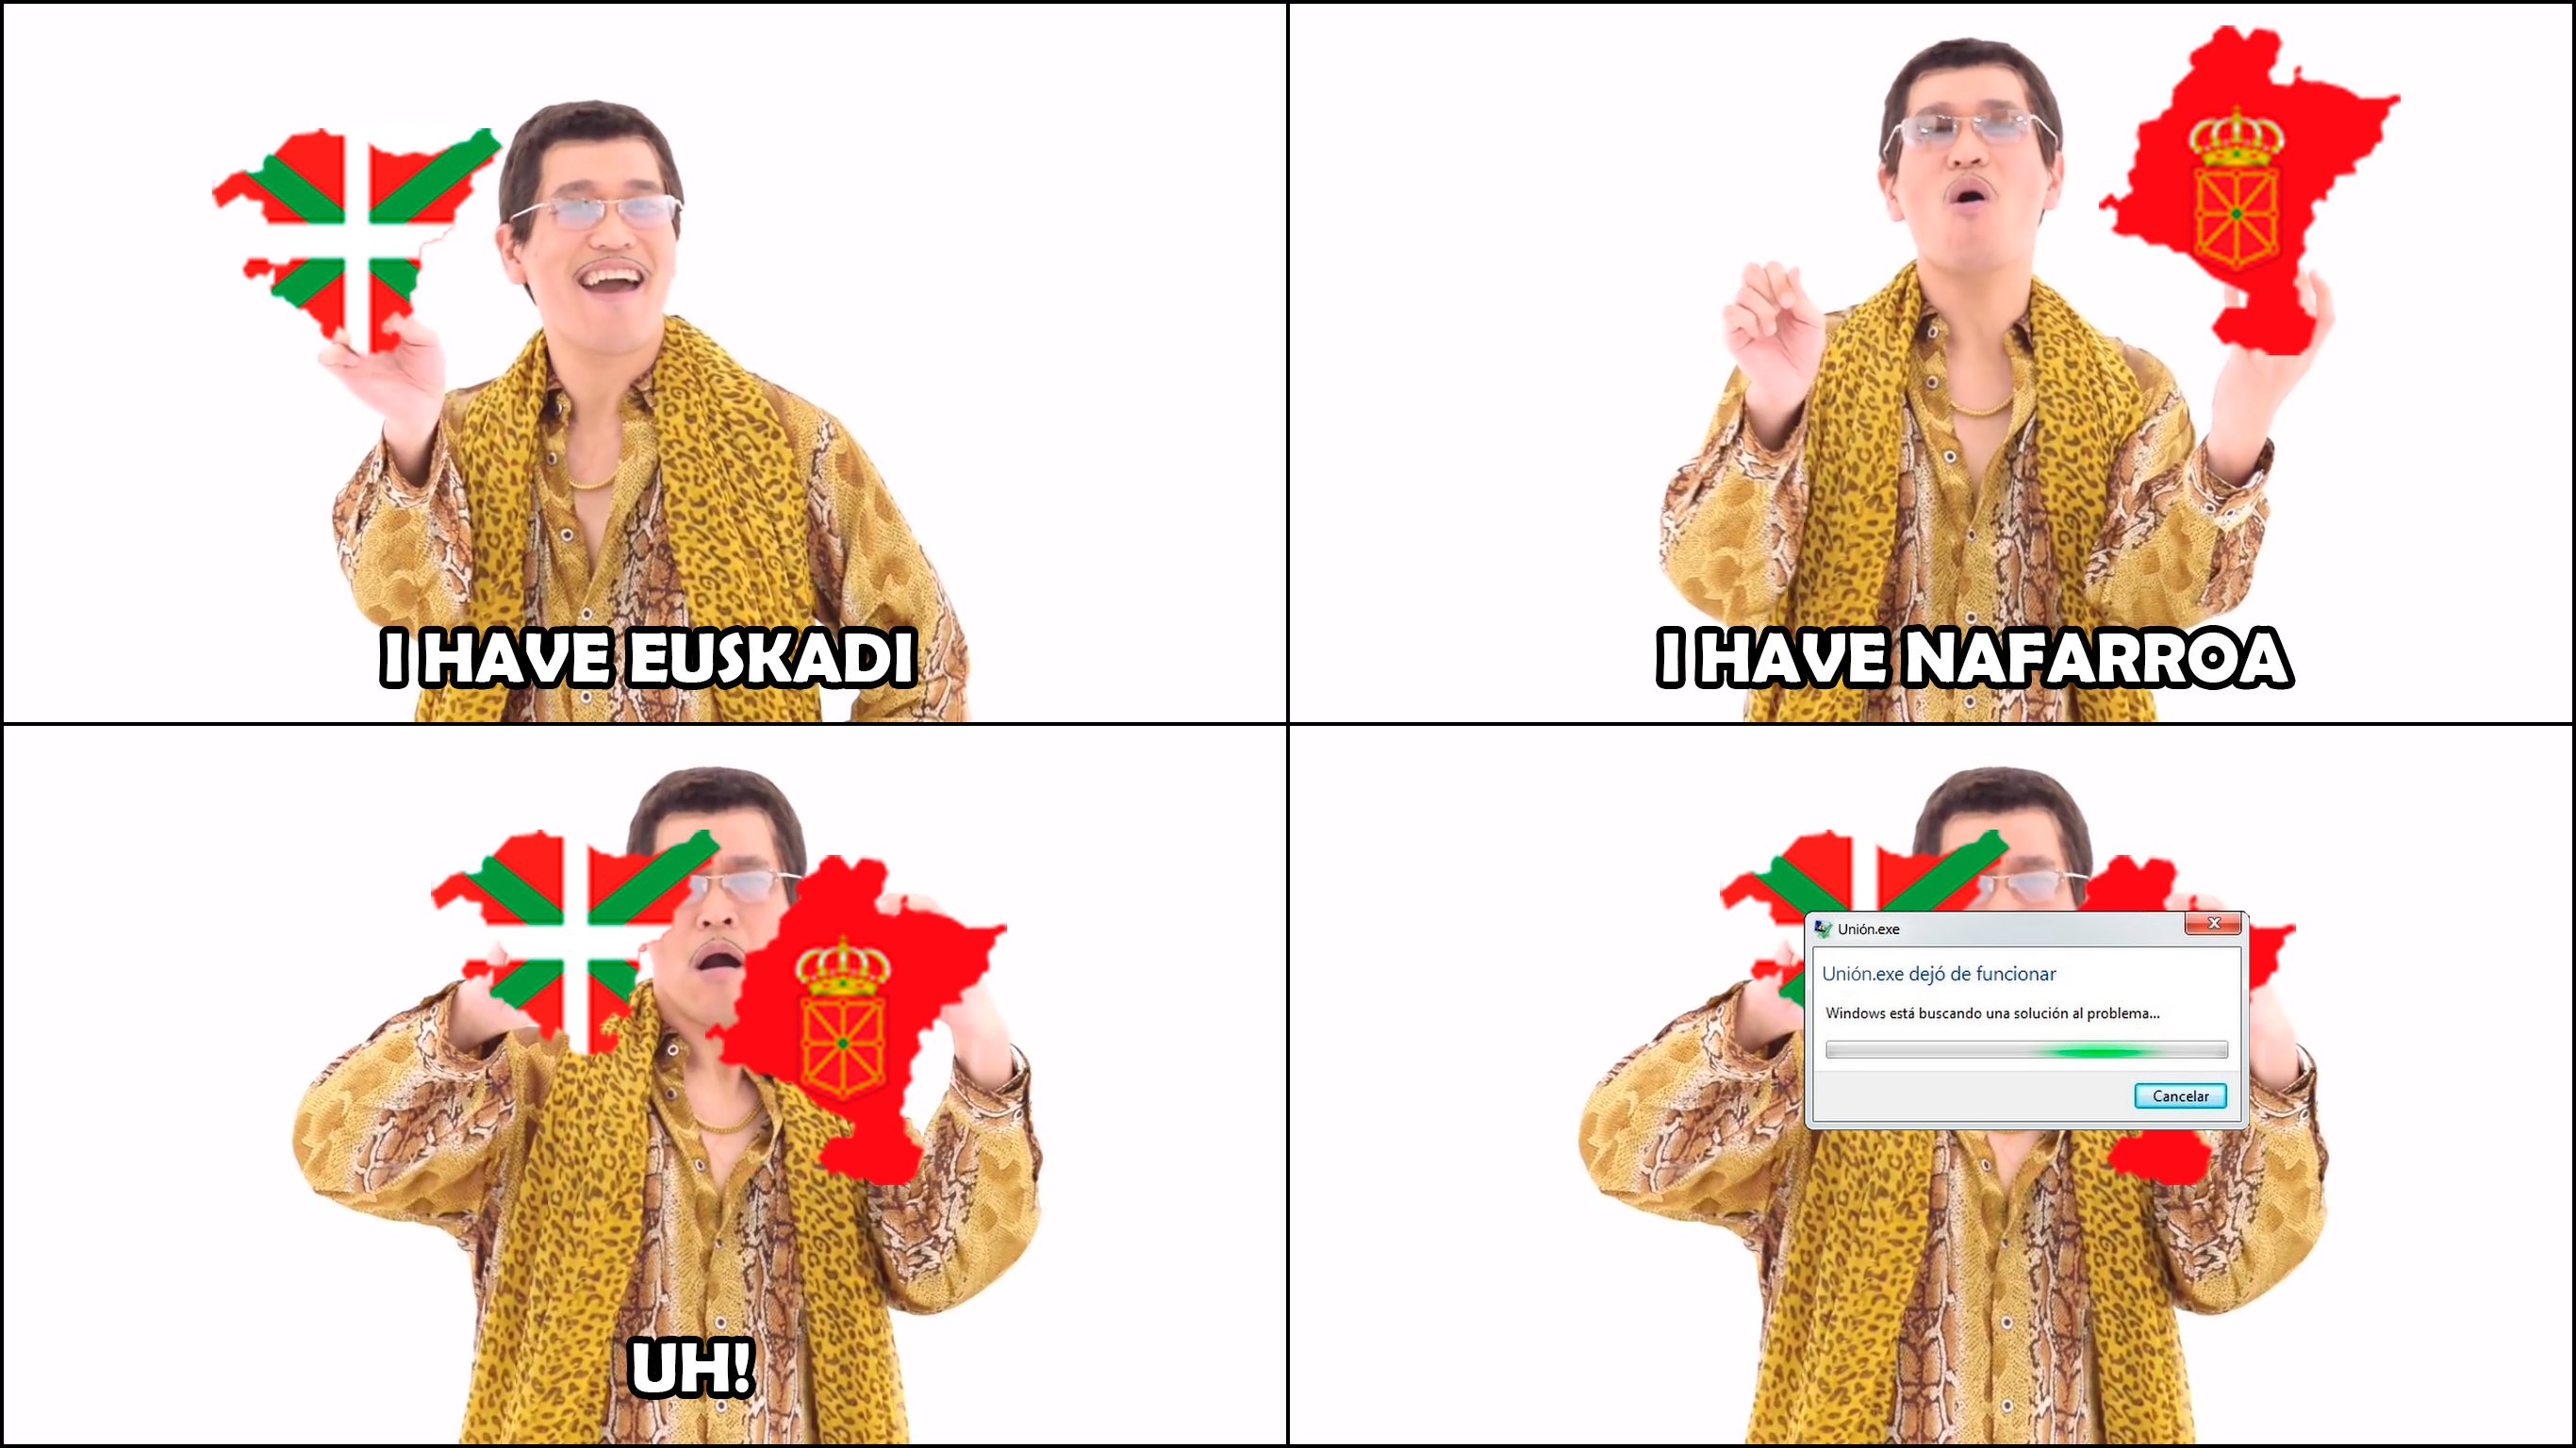 I HAVE EUSKADI
I HAVE NAFARROA
UH!
Unión.exe
Unión.exe dejó de funcionar
Windows está buscando una solución al problema...
Cancelar